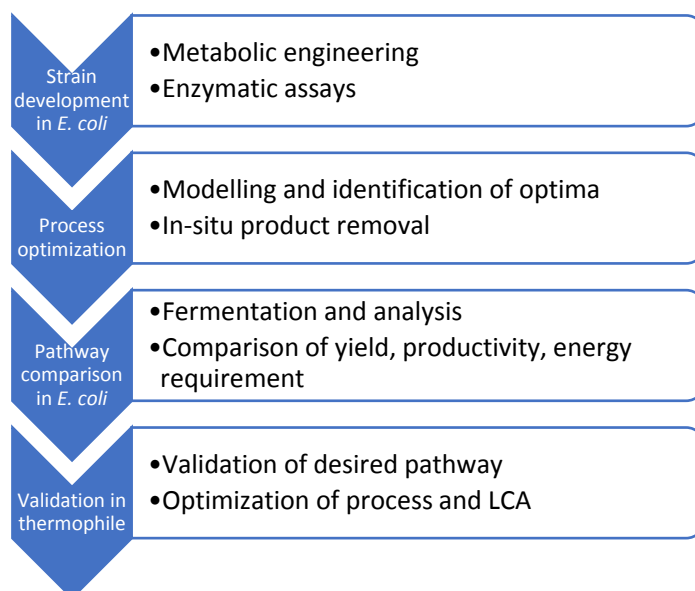 Strain
development
in E. coli
•Metabolic engineering
•Enzymatic assays
Process
optimization
•Modelling and identification of optima
•In-situ product removal
Pathway
comparison
in E. coli
•Fermentation and analysis
•Comparison of yield, productivity, energy
requirement
Validation in
thermophile
•Validation of desired pathway
•Optimization of process and LCA